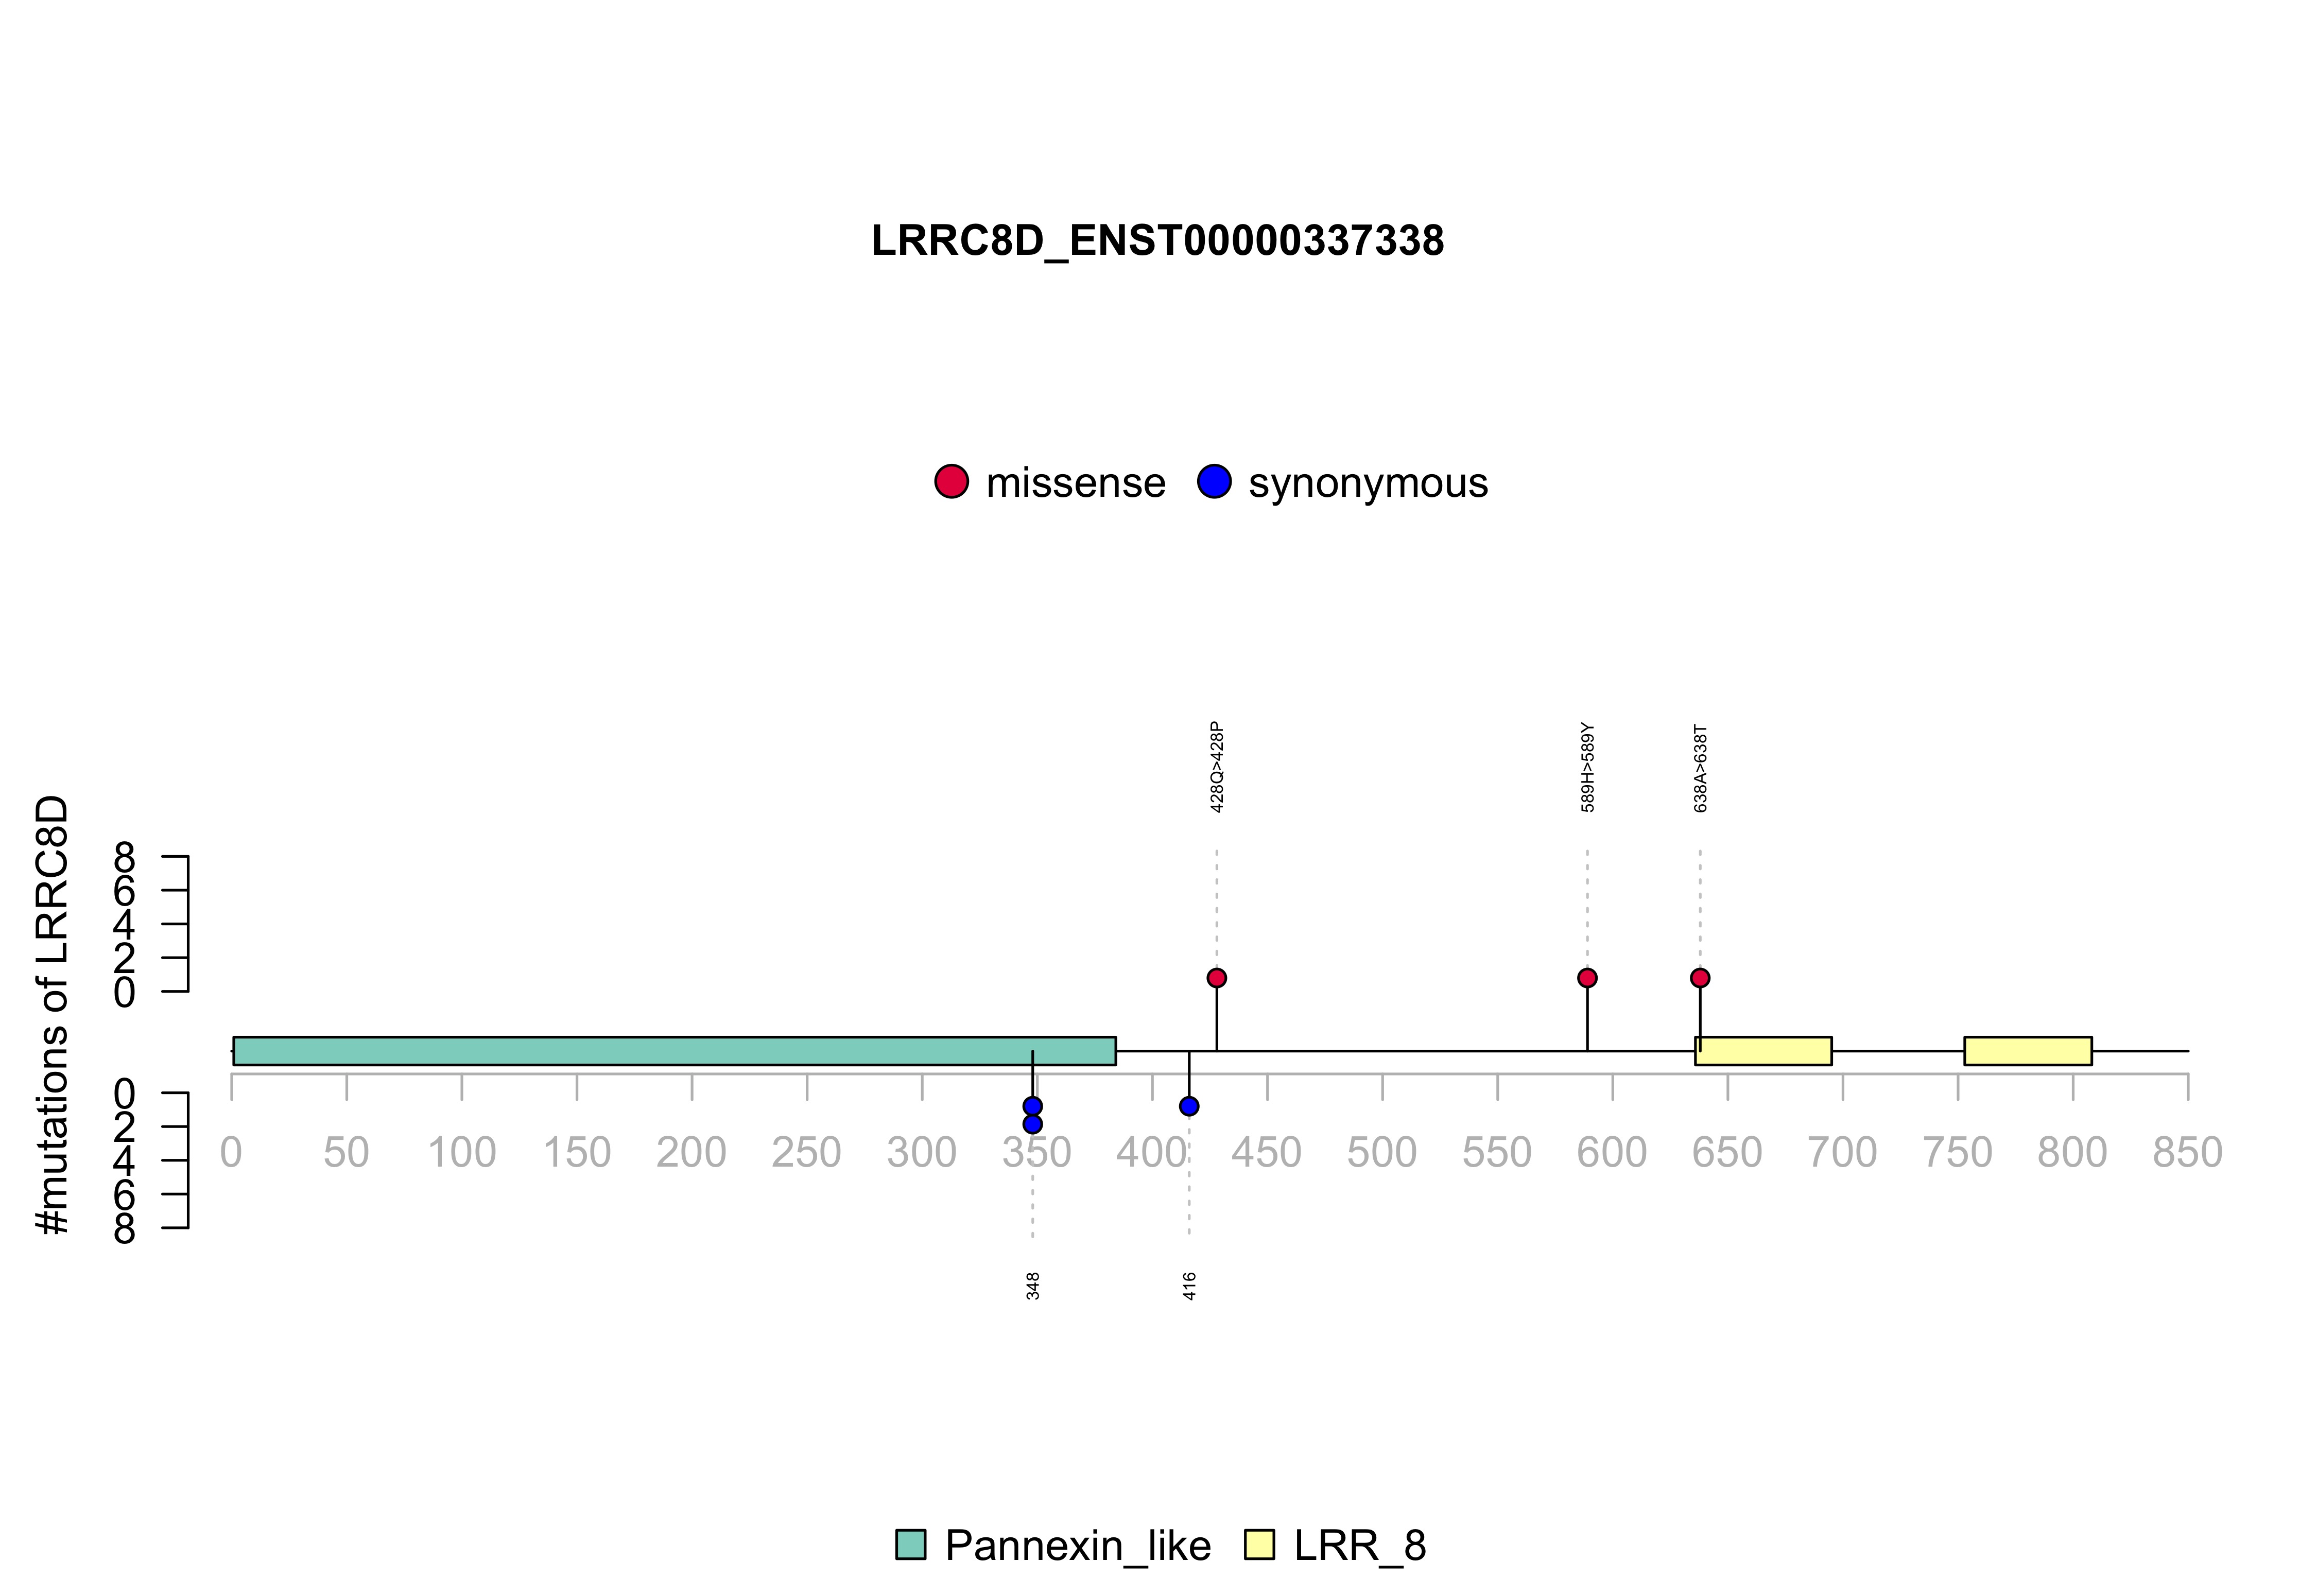 LRRC8D_ENST00000337338
missense synonymous
428Q>428P 589H>589Y 638A>638T
#mutations of LRRC8D
8
6
4
2
0
0
2
4
6
8
0 50 100 150 200 250 300 350 400 450 500 550 600 650 700 750 800 850
348 416
Pannexin_like LRR_8